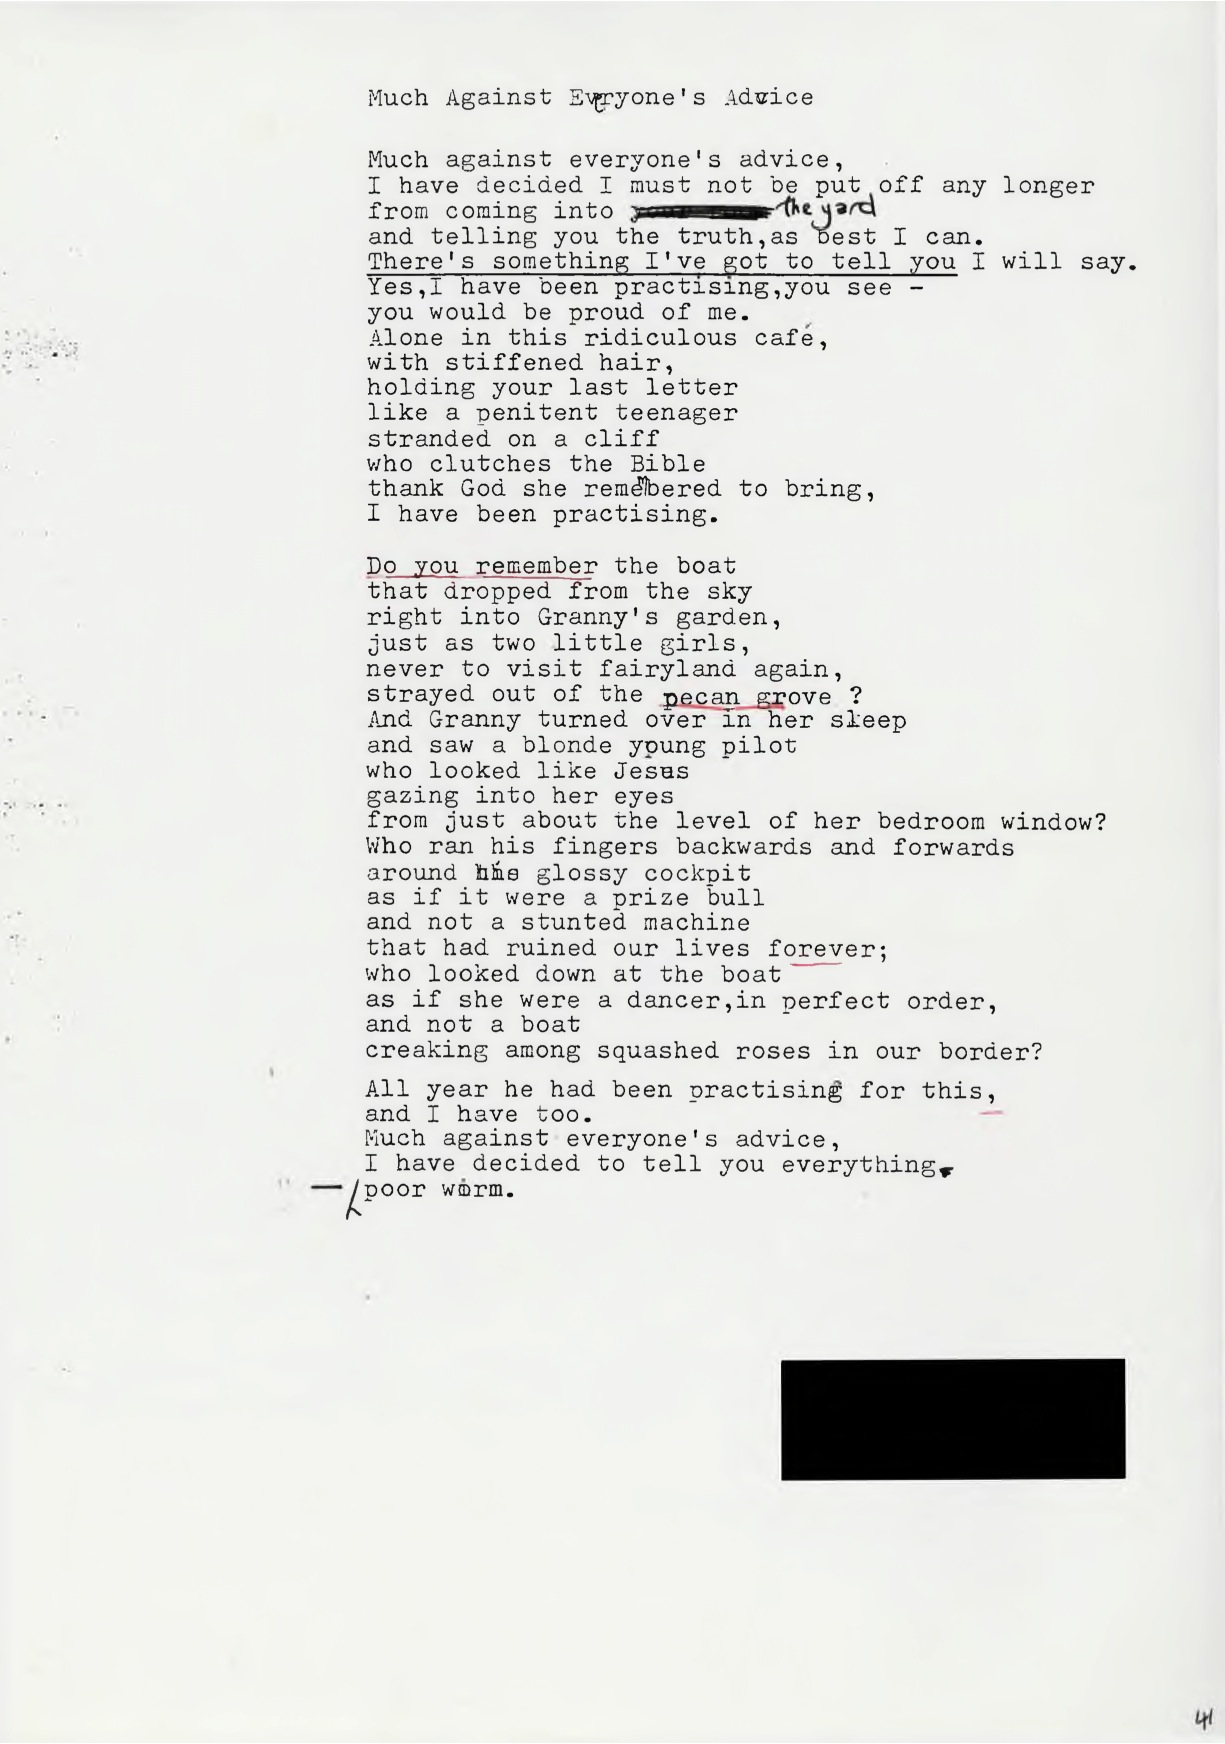 Much Against Everyone's Advice

Much against everyone's advice,
I have decided I must not be put off any longer
from coming into the yard
and telling you the truth,as best I can.
There's something I've got to tell you I will say.
Yes,I have been practising,you see -
you would be proud of me.
Alone in this ridiculous café,
with stiffened hair,
holding your last letter
like a penitent teenager
stranded on a cliff
who clutches the Bible
thank God she remembered to bring,
I have been practising.

Do you remember the boat
that dropped from the sky
right into Granny's garden,
just as two little girls,
never to visit fairyland again,
strayed out of the pecan grove ?
And Granny turned over in her sleep
and saw a blonde young pilot
who looked like Jesus
gazing into her eyes
from just about the level of her bedroom window?
Who ran his fingers backwards and forwards
around glossy cockpit
as if it were a prize bull
and not a stunted machine
that had ruined our lives forever;
who looked down at the boat
as if she were a dancer,in perfect order,
and not a boat
creaking among squashed roses in our border?

All year he had been practising for this,
and I have too.
Much against everyone's advice,
I have decided to tell you everything,
— poor worm.
41